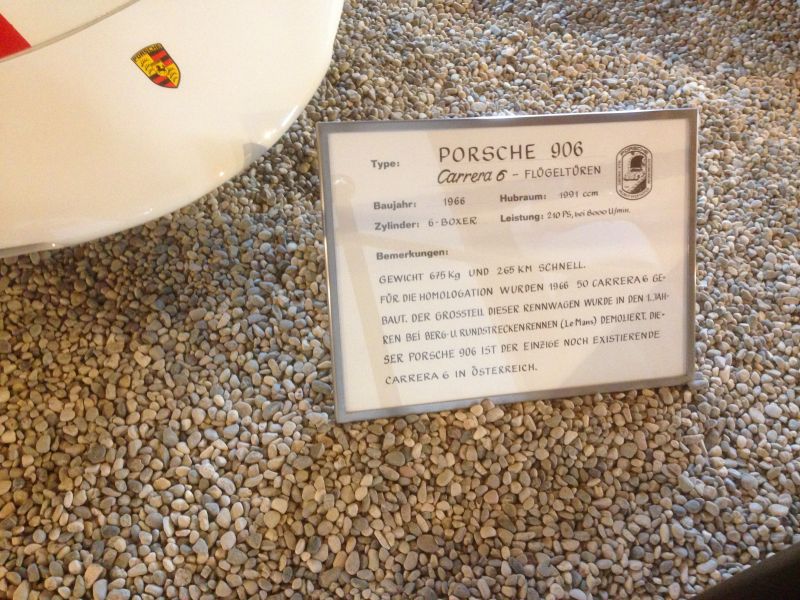 PORSCHE
Type: PORSCHE 906
Carrera 6 - FLÜGELTÜREN
Baujahr: 1966 Hubraum: 1991 ccm
Zylinder: 6-BOXER Leistung: 210 PS, bei 8000 U/min.
Bemerkungen:
GEWICHT 675 Kg UND 265 KM SCHNELL.
FÜR DIE HOMOLOGATION WURDEN 1966 50 CARRERA 6 GE-
BAUT. DER GROSSTEIL DIESER RENNWAGEN WURDE IN DEN 1. JAH-
REN BEI BERG- U. RUNDSTRECKENRENNEN (Le Mans) DEMOLIERT. DIE-
SER PORSCHE 906 IST DER EINZIGE NOCH EXISTIERENDE
CARRERA 6 IN ÖSTERREICH.